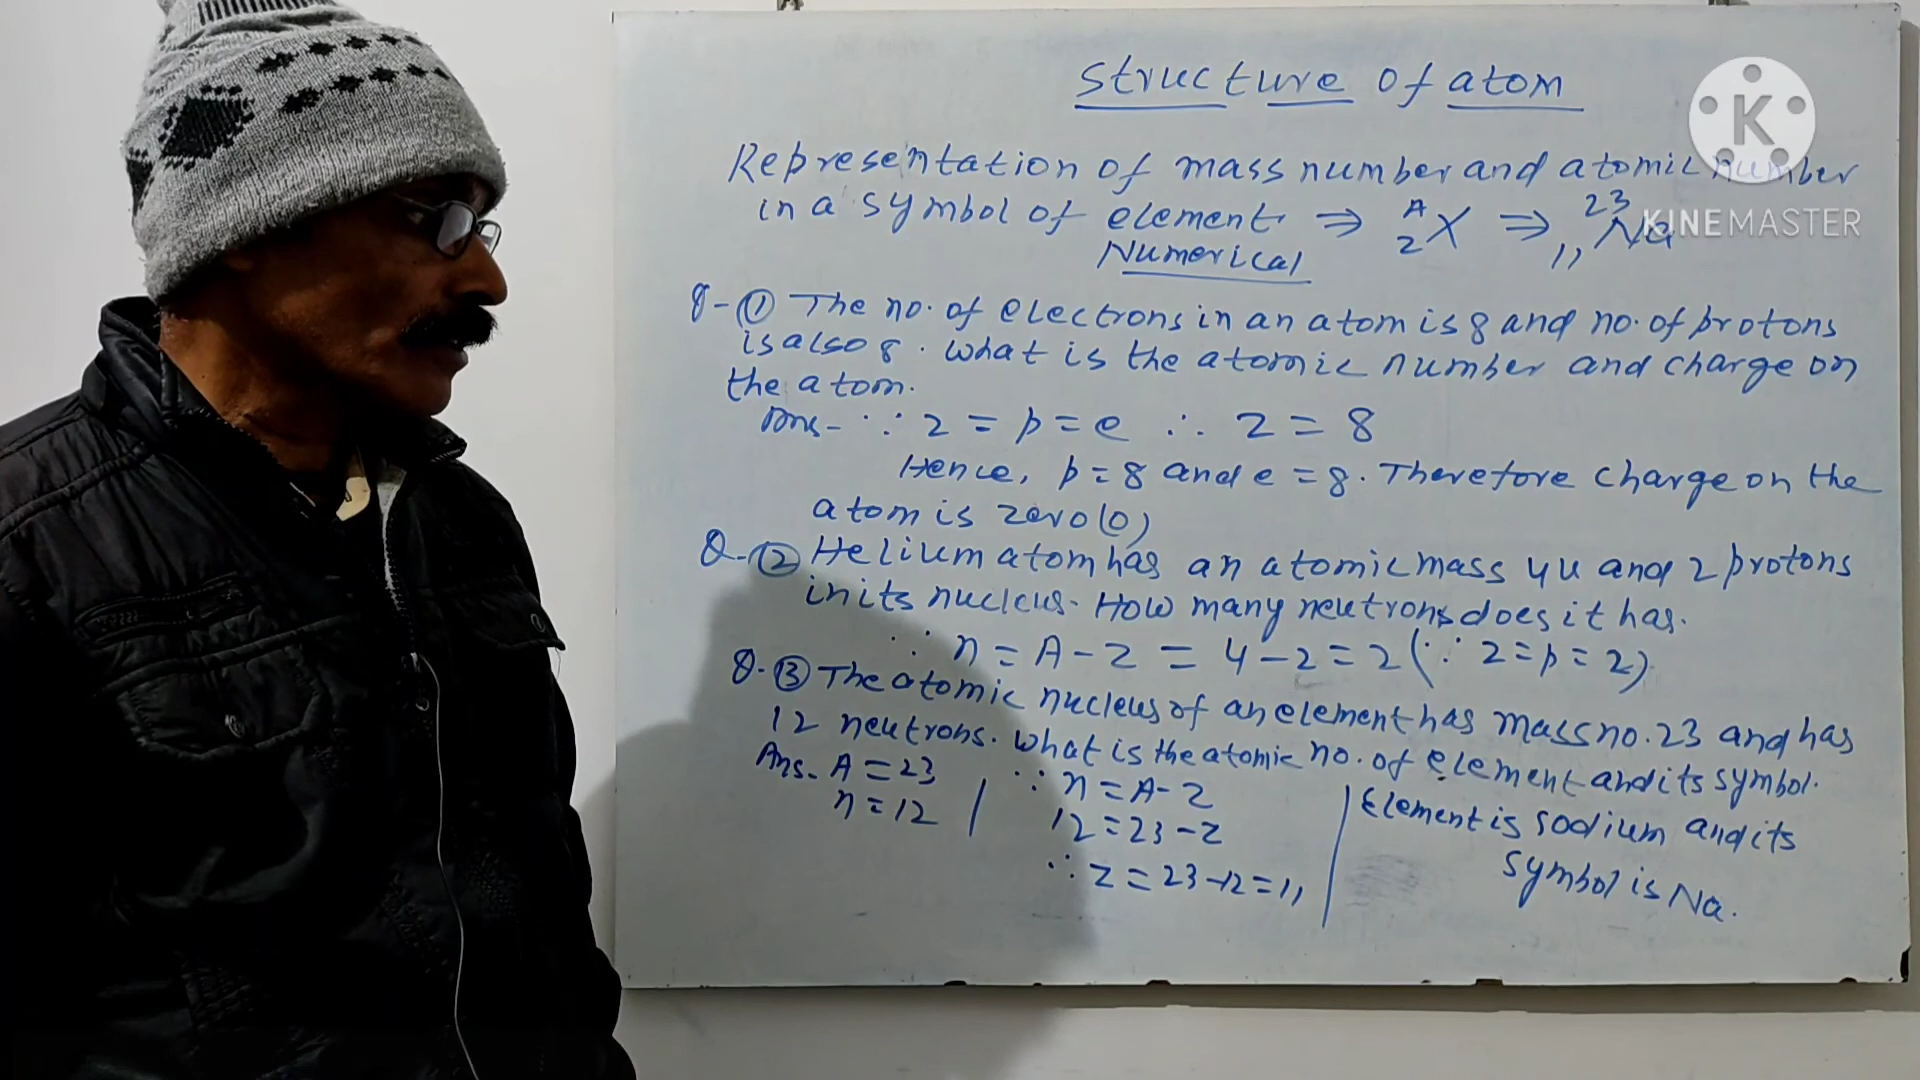 Structure of atom
Representation of mass number and atomic number
in a symbol of element ⇒ ᴬ₂X ⇒ ²³₁₁Na
Numerical
Q-① The no. of electrons in an atom is 8 and no. of protons
is also 8. What is the atomic number and charge on
the atom.
Ans- ∵ Z = p = e ∴ Z = 8
Hence, p = 8 and e = 8. Therefore charge on the
atom is zero(0)
Q-② Helium atom has an atomic mass 4u and 2 protons
in its nucleus. How many neutrons does it has.
∵ n = A - Z = 4 - 2 = 2 (∵ Z = p = 2)
Q-③ The atomic nucleus of an element has mass no. 23 and has
12 neutrons. What is the atomic no. of element and its symbol.
Ans- A = 23
n = 12
∵ n = A - Z
12 = 23 - Z
∴ Z = 23 - 12 = 11
Element is sodium and its
symbol is Na.
K
KINEMASTER